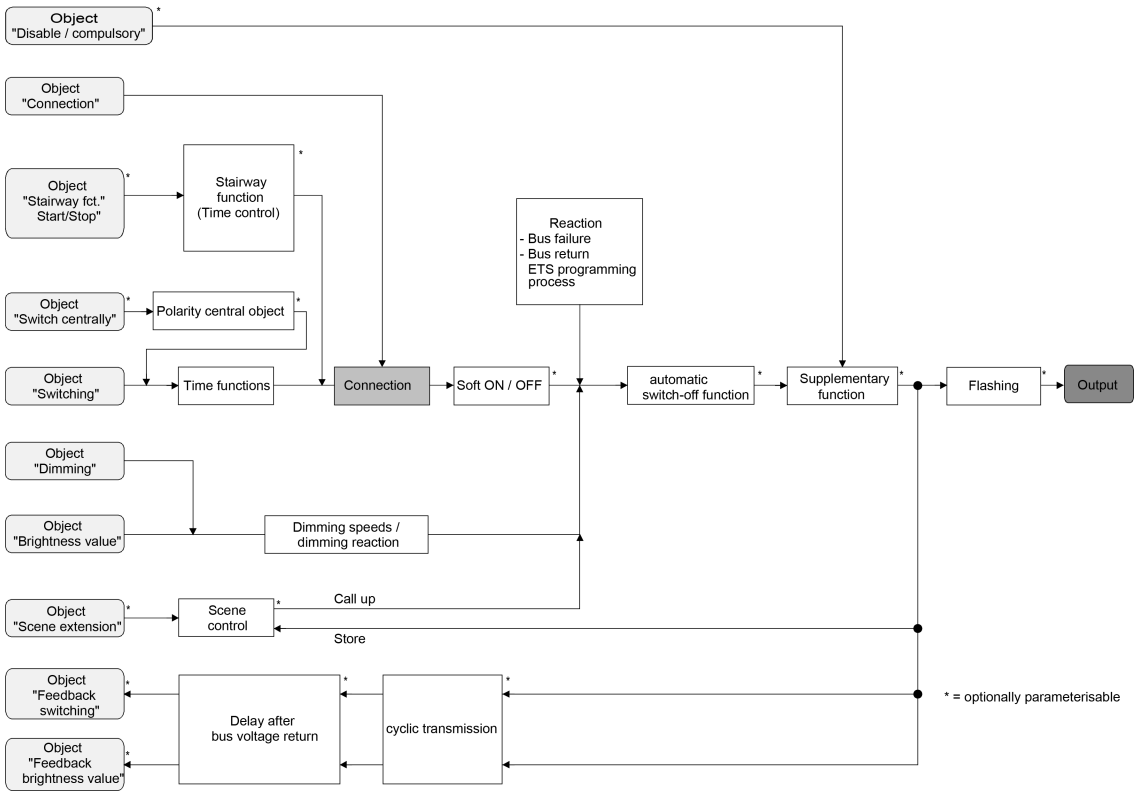 Object
"Disable / compulsory"
*
Object
"Connection"
Object
"Stairway fct."
Start/Stop"
*
Stairway
function
(Time control)
*
Reaction
- Bus failure
- Bus return
ETS programming
process
Object
"Switch centrally"
*
Polarity central object
*
Object
"Switching"
Time functions
Connection
Soft ON / OFF
*
automatic
switch-off function
*
Supplementary
function
*
Flashing
*
Output
Object
"Dimming"
Object
"Brightness value"
Dimming speeds /
dimming reaction
Object
"Scene extension"
*
Scene
control
*
Call up
Store
Object
"Feedback
switching"
*
Delay after
bus voltage return
*
cyclic transmission
*
* = optionally parameterisable
Object
"Feedback
brightness value"
*